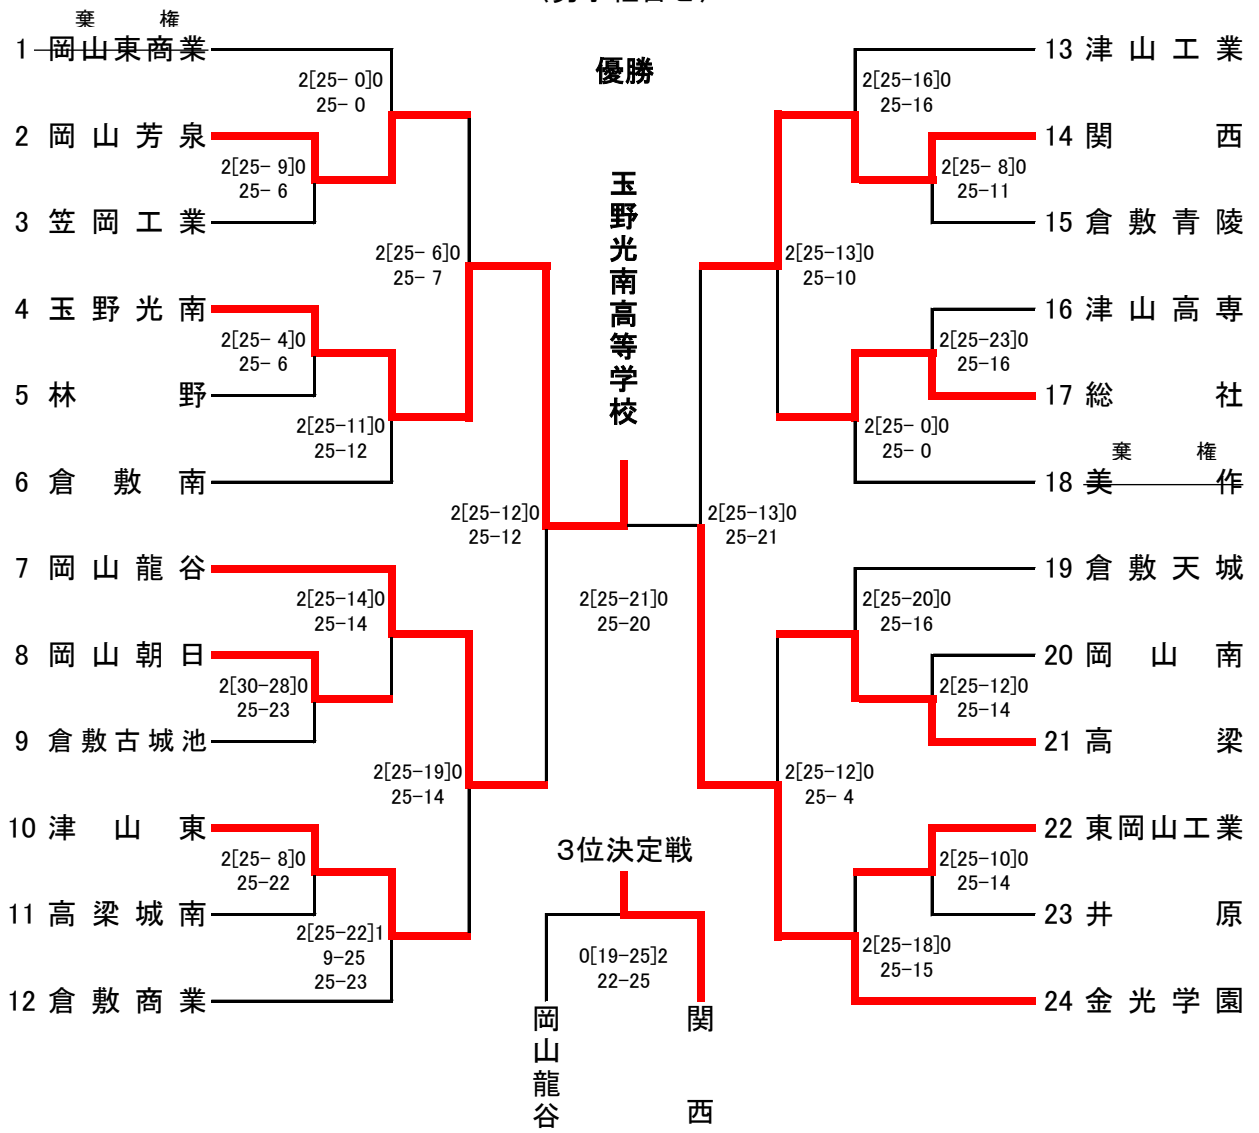 棄権
1 岡山東商業
2[25- 0]0
25- 0
2 岡山芳泉
2[25- 9]0
25- 6
3 笠岡工業
2[25- 6]0
25- 7
4 玉野光南
2[25- 4]0
25- 6
5 林野
2[25-11]0
25-12
6 倉敷南
2[25-12]0
25-12
7 岡山龍谷
2[25-14]0
25-14
8 岡山朝日
2[30-28]0
25-23
9 倉敷古城池
2[25-19]0
25-14
10 津山東
2[25- 8]0
25-22
11 高梁城南
2[25-22]1
9-25
25-23
12 倉敷商業
優勝
玉野光南高等学校
2[25-21]0
25-20
3位決定戦
0[19-25]2
22-25
岡山龍谷
関西
13 津山工業
2[25-16]0
25-16
14 関西
2[25- 8]0
25-11
15 倉敷青陵
2[25-13]0
25-10
16 津山高専
2[25-23]0
25-16
17 総社
2[25- 0]0
25- 0
棄権
18 美作
2[25-13]0
25-21
19 倉敷天城
2[25-20]0
25-16
20 岡山南
2[25-12]0
25-14
21 高梁
2[25-12]0
25- 4
22 東岡山工業
2[25-10]0
25-14
23 井原
2[25-18]0
25-15
24 金光学園